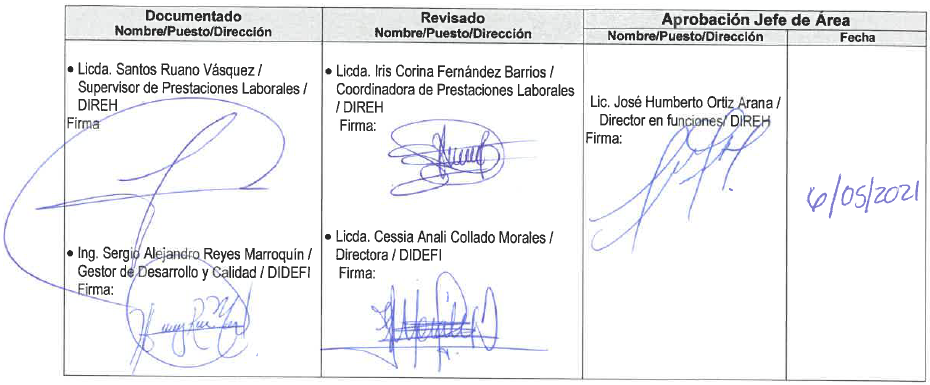 Documentado
Nombre/Puesto/Dirección
Revisado
Nombre/Puesto/Dirección
Aprobación Jefe de Área
Nombre/Puesto/Dirección
Fecha
• Licda. Santos Ruano Vásquez /
Supervisor de Prestaciones Laborales /
DIREH
Firma
• Ing. Sergio Alejandro Reyes Marroquín /
Gestor de Desarrollo y Calidad / DIDEFI
Firma:
• Licda. Iris Corina Fernández Barrios /
Coordinadora de Prestaciones Laborales
/ DIREH
Firma:
• Licda. Cessia Anali Collado Morales /
Directora / DIDEFI
Firma:
Lic. José Humberto Ortiz Arana /
Director en funciones/ DIREH
Firma:
6/05/2021